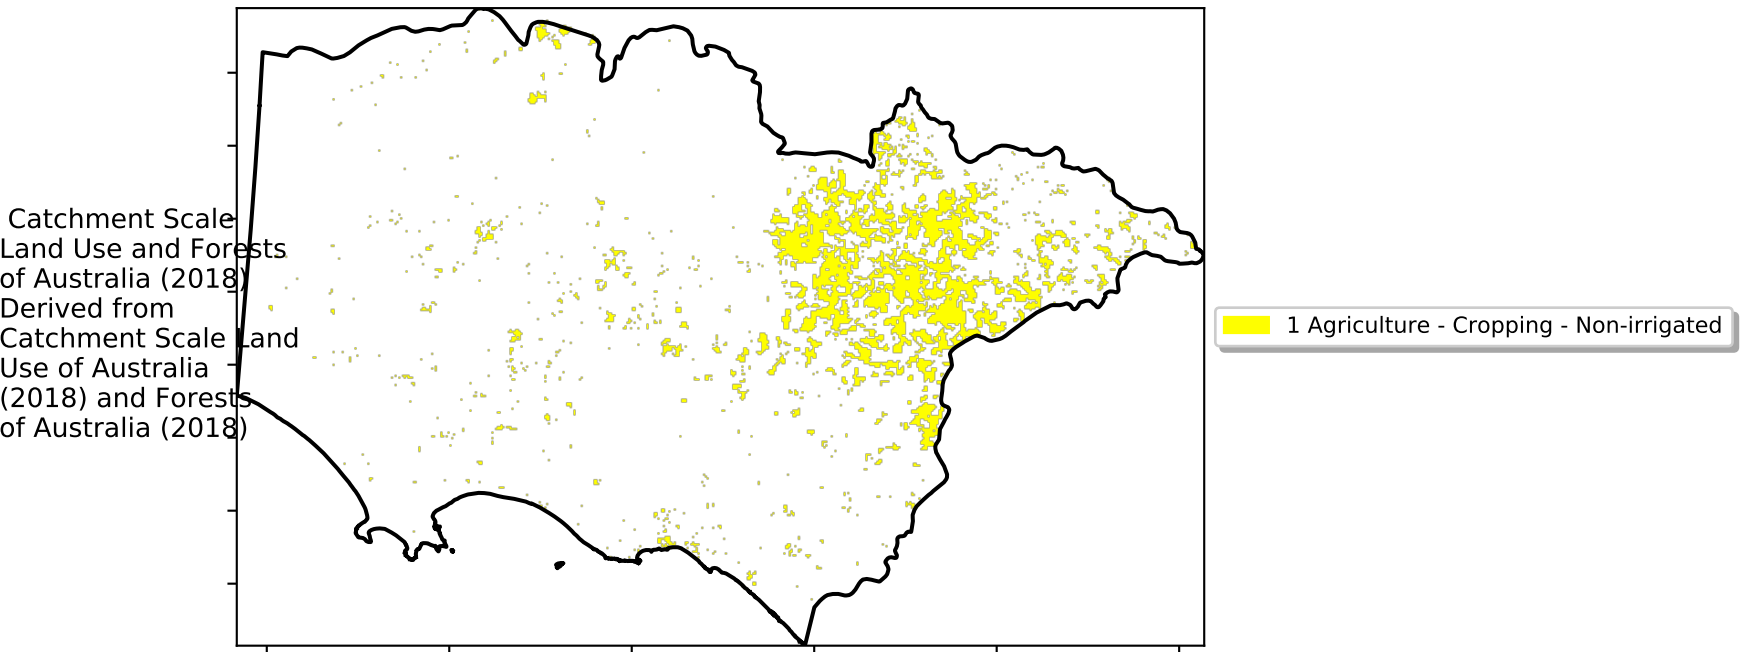 Catchment Scale
Land Use and Forests
of Australia (2018)
Derived from
Catchment Scale Land
Use of Australia
(2018) and Forests
of Australia (2018)
1 Agriculture - Cropping - Non-irrigated